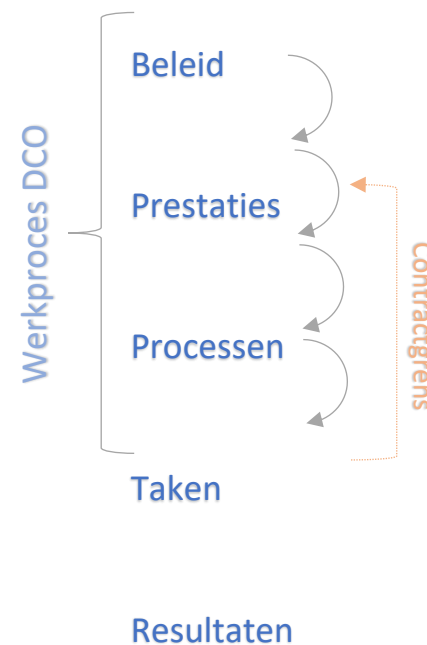 Werkproces DCO
Beleid
Prestaties
Processen
Taken
Resultaten
Contractgrens